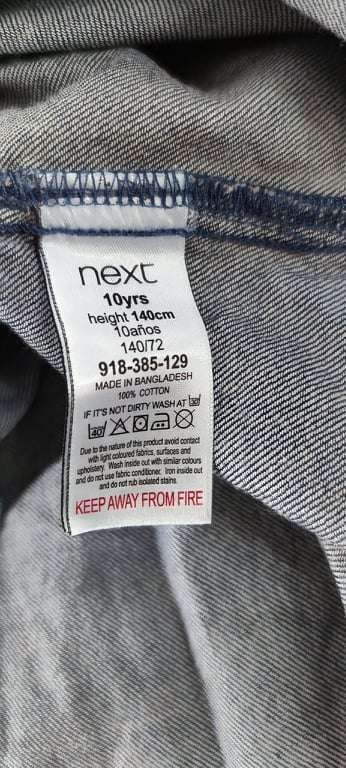 next
10yrs
height 140cm
10años
140/72
918-385-129
MADE IN BANGLADESH
100% COTTON
IF IT'S NOT DIRTY WASH AT
40
Due to the nature of this product avoid contact
with light coloured fabrics, surfaces and
upholstery. Wash inside out with similar colours
and do not use fabric conditioner. Iron inside out
and do not rub isolated stains.
KEEP AWAY FROM FIRE